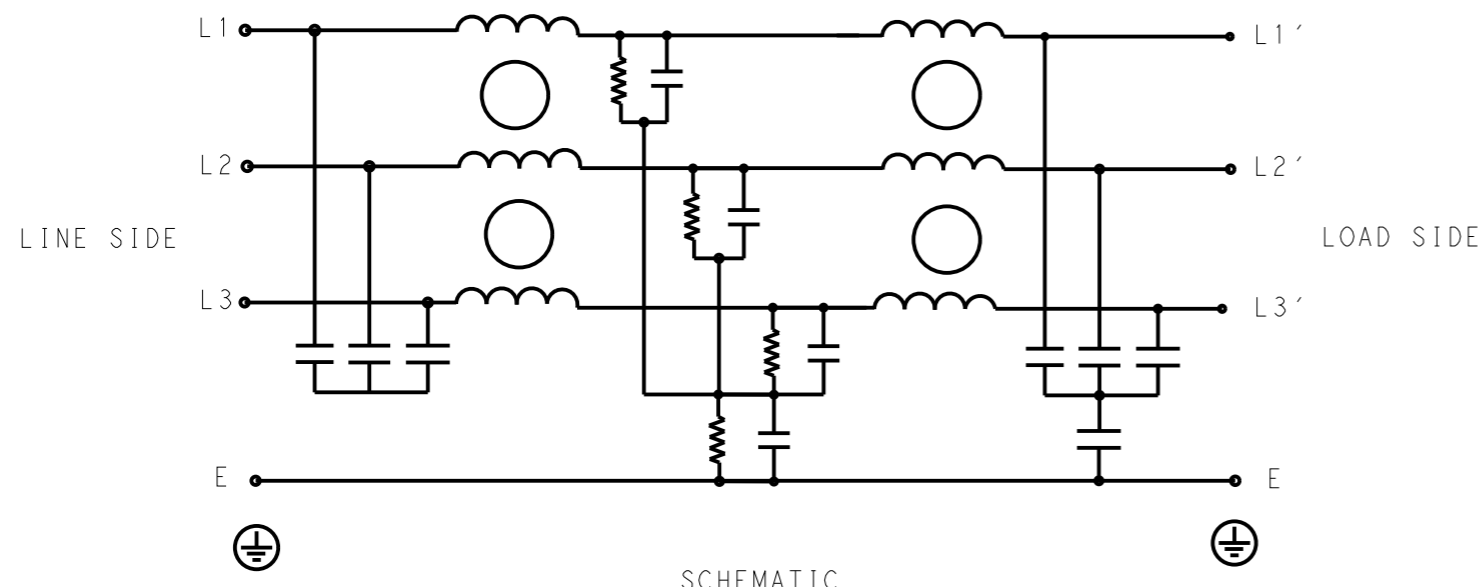 L1
L1′
L2
L2′
LINE SIDE
LOAD SIDE
L3
L3′
E
E
SCHEMATIC